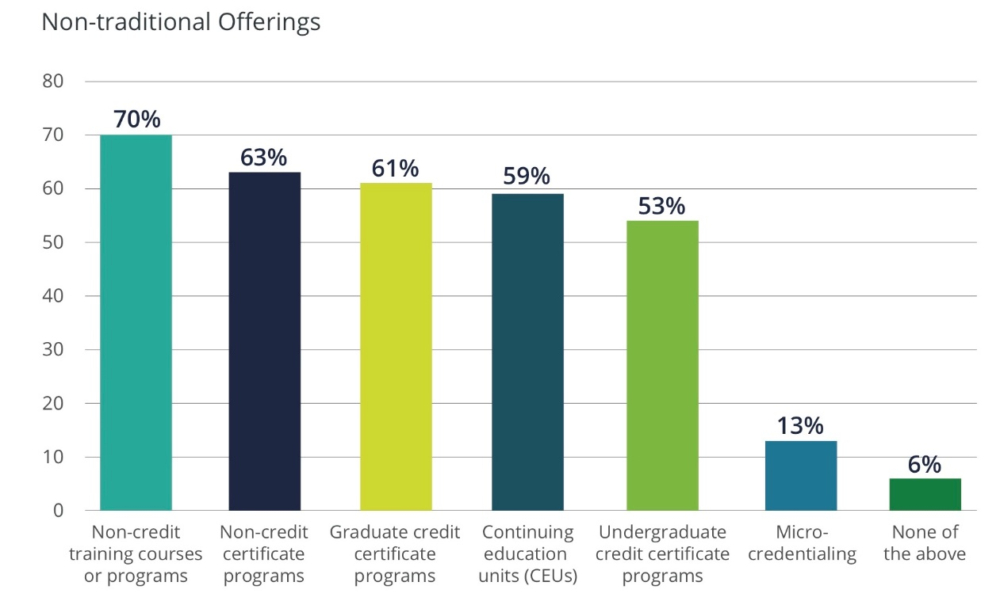 Non-traditional Offerings
80
70
60
50
40
30
20
10
0
70%
63%
61%
59%
53%
13%
6%
Non-credit
training courses
or programs
Non-credit
certificate
programs
Graduate credit
certificate
programs
Continuing
education
units (CEUs)
Undergraduate
credit certificate
programs
Micro-
credentialing
None of
the above